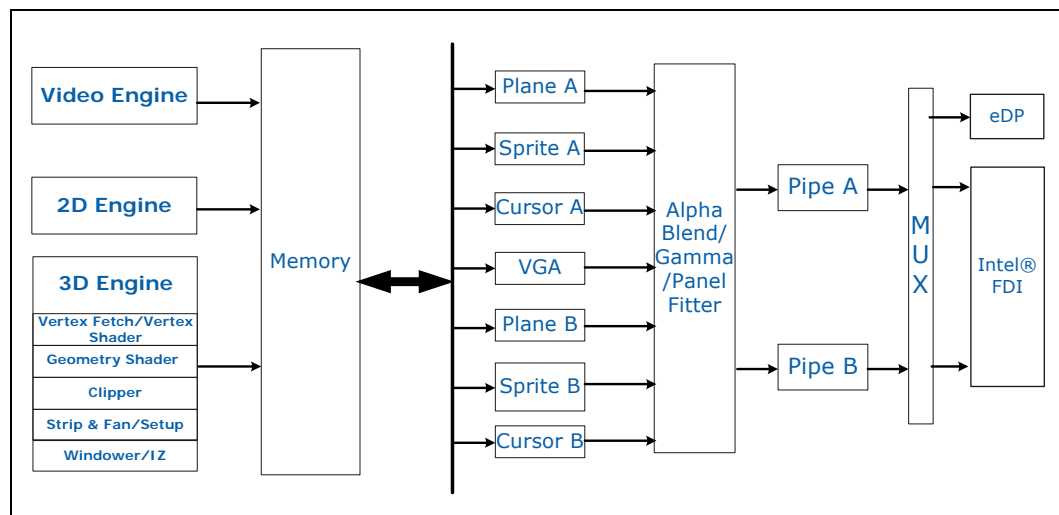 Video Engine
2D Engine
3D Engine
Vertex Fetch/Vertex
Shader
Geometry Shader
Clipper
Strip & Fan/Setup
Windower/IZ
Memory
Plane A
Sprite A
Cursor A
VGA
Plane B
Sprite B
Cursor B
Alpha
Blend/
Gamma
/Panel
Fitter
Pipe A
Pipe B
M
U
X
eDP
Intel®
FDI